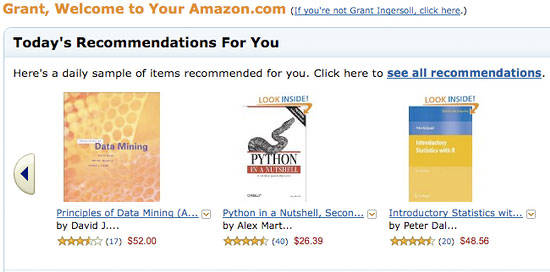 Grant, Welcome to Your Amazon.com (If you're not Grant Ingersoll, click here.)
Today's Recommendations For You
Here's a daily sample of items recommended for you. Click here to see all recommendations.
LOOK INSIDE!
LOOK INSIDE!
Data Mining
PYTHON
IN A NUTSHELL
O'REILLY
Introductory
Statistics with R
Principles of Data Mining (A...
by David J....
(17) $52.00
Python in a Nutshell, Secon...
by Alex Mart...
(40) $26.39
Introductory Statistics wit...
by Peter Dal...
(20) $48.56